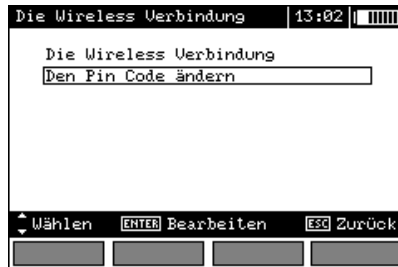 Die Wireless Verbindung 13:02
Die Wireless Verbindung
Den Pin Code ändern
Wählen ENTER Bearbeiten ESC Zurück